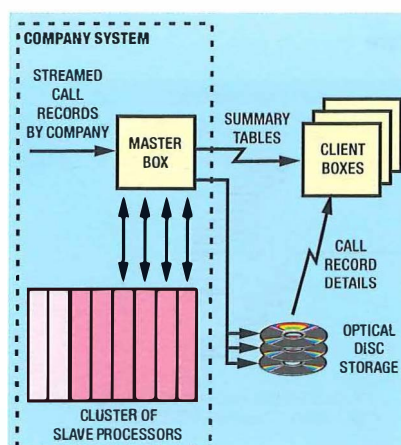 COMPANY SYSTEM
STREAMED
CALL
RECORDS
BY COMPANY
MASTER
BOX
SUMMARY
TABLES
CLIENT
BOXES
CALL
RECORD
DETAILS
OPTICAL
DISC
STORAGE
CLUSTER OF
SLAVE PROCESSORS